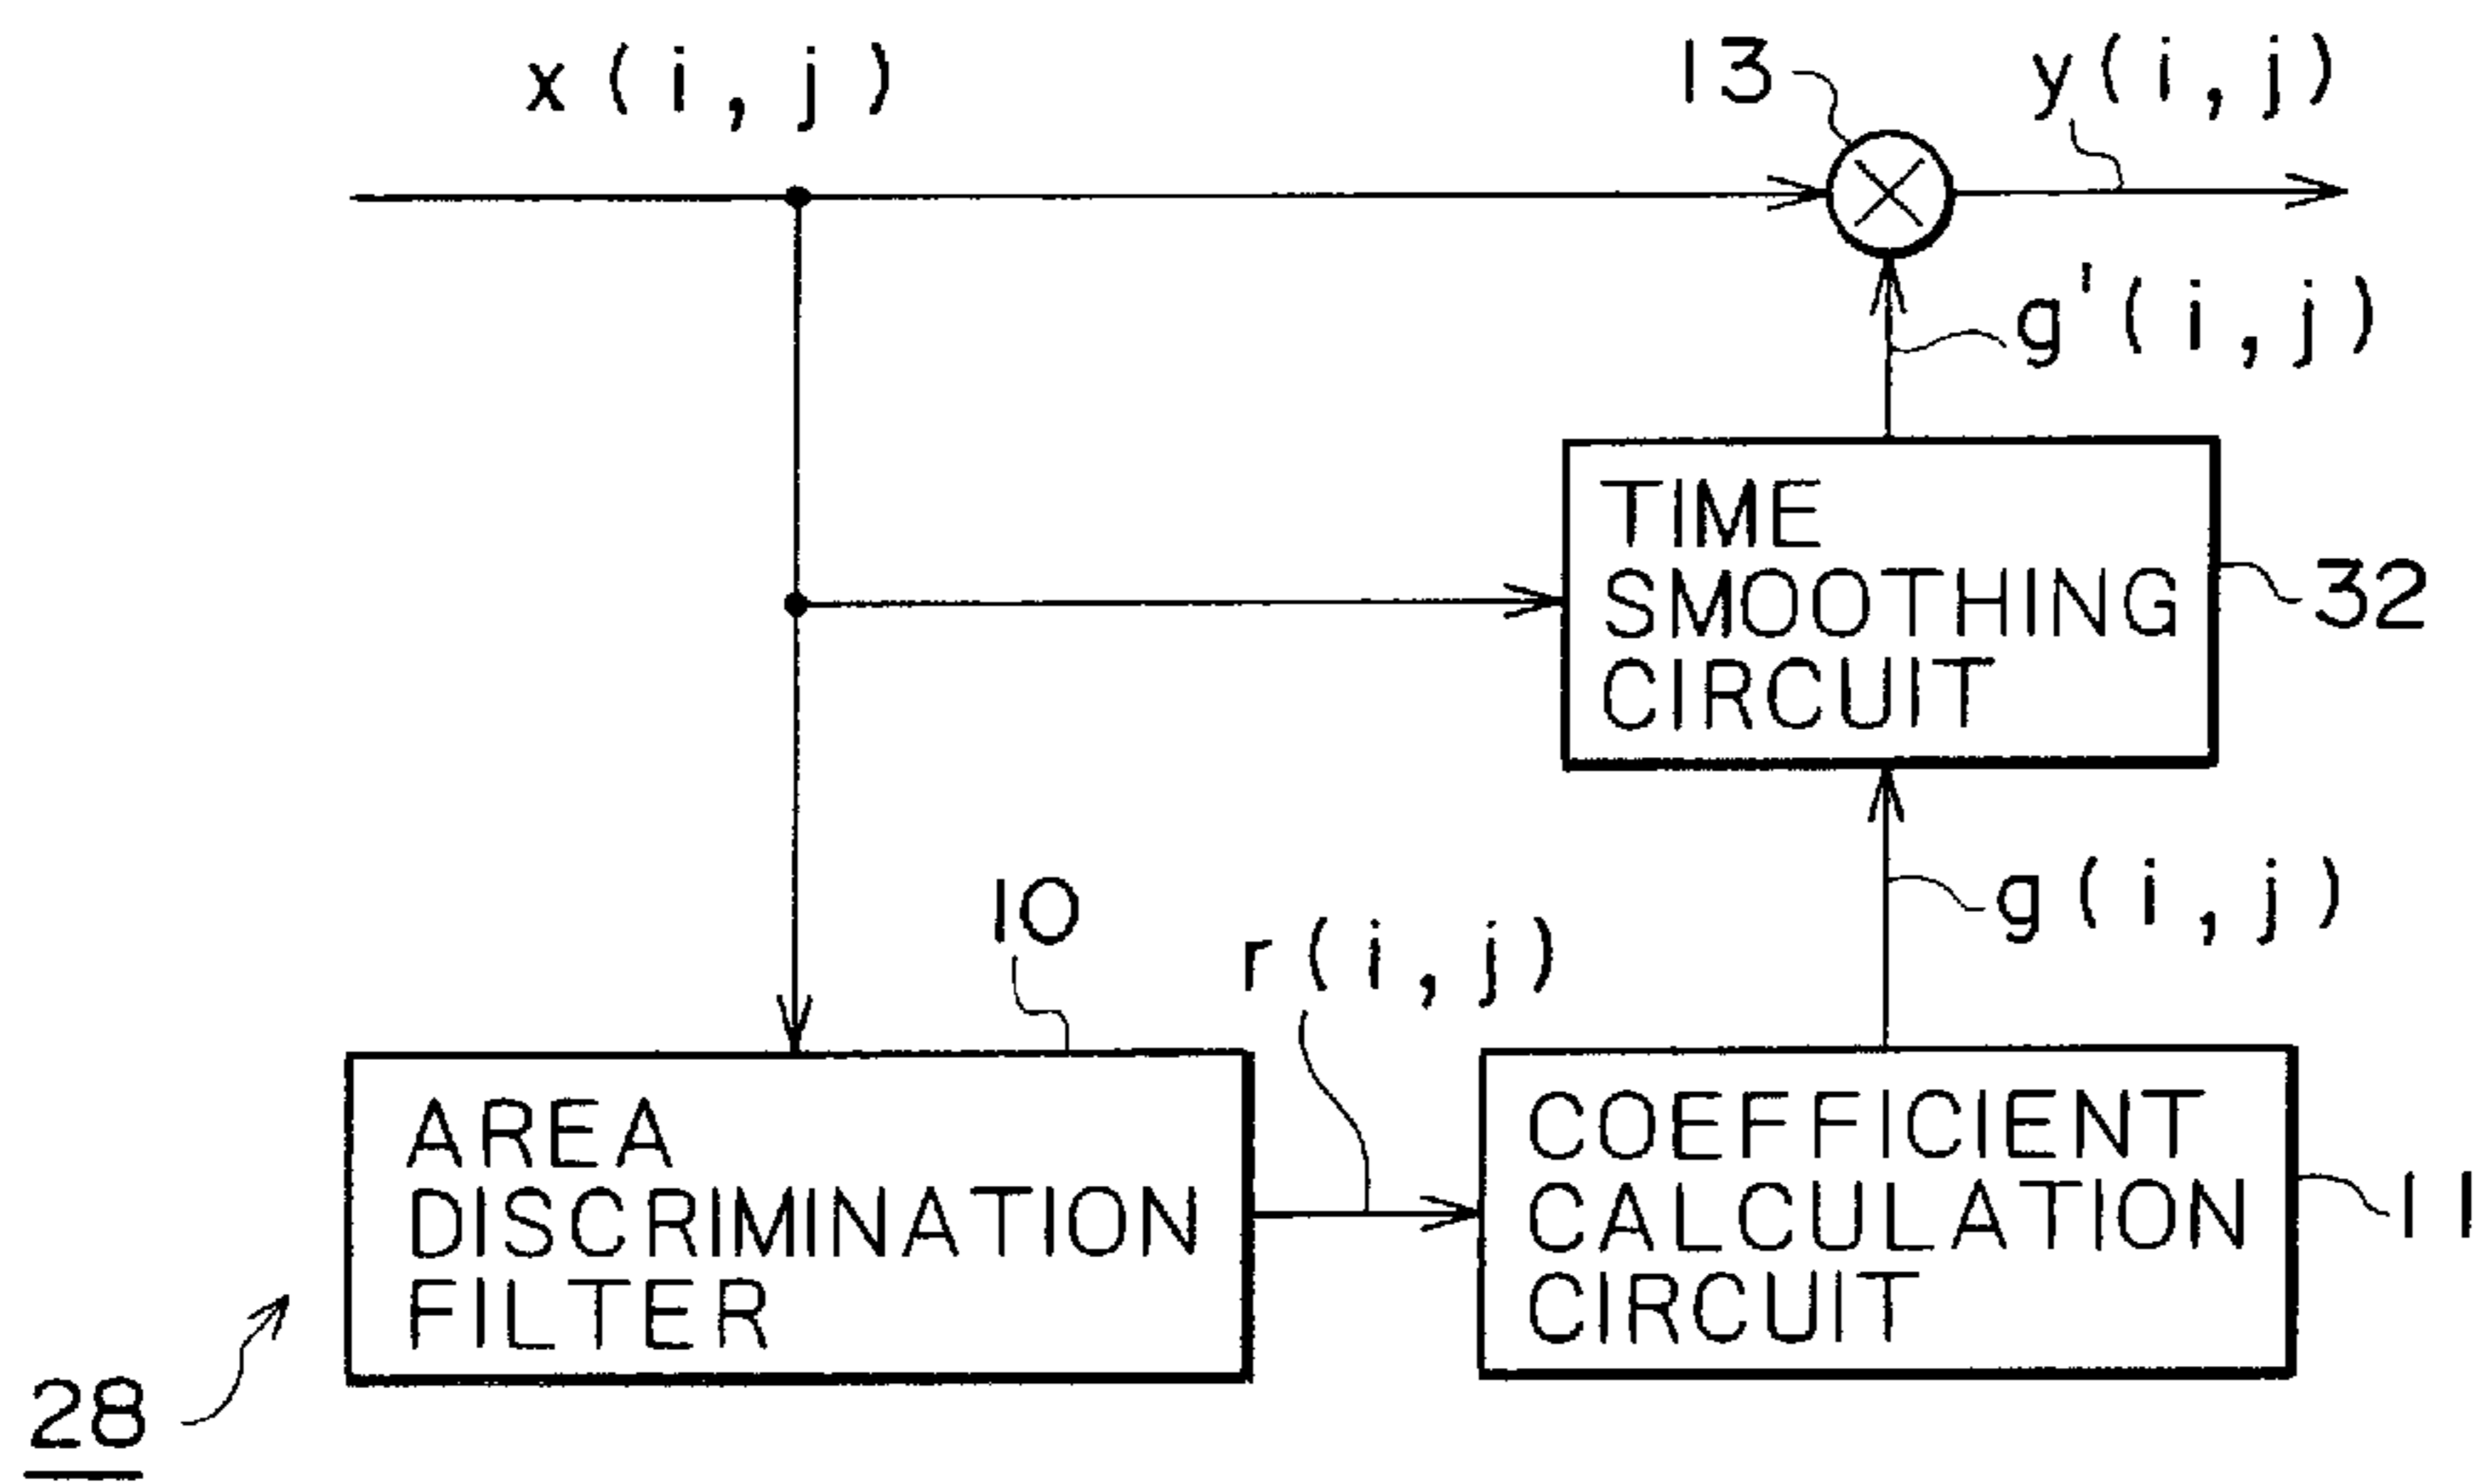 x(i,j)
13
y(i,j)
g'(i,j)
TIME
SMOOTHING
CIRCUIT
32
g(i,j)
10
r(i,j)
AREA
DISCRIMINATION
FILTER
COEFFICIENT
CALCULATION
CIRCUIT
11
28